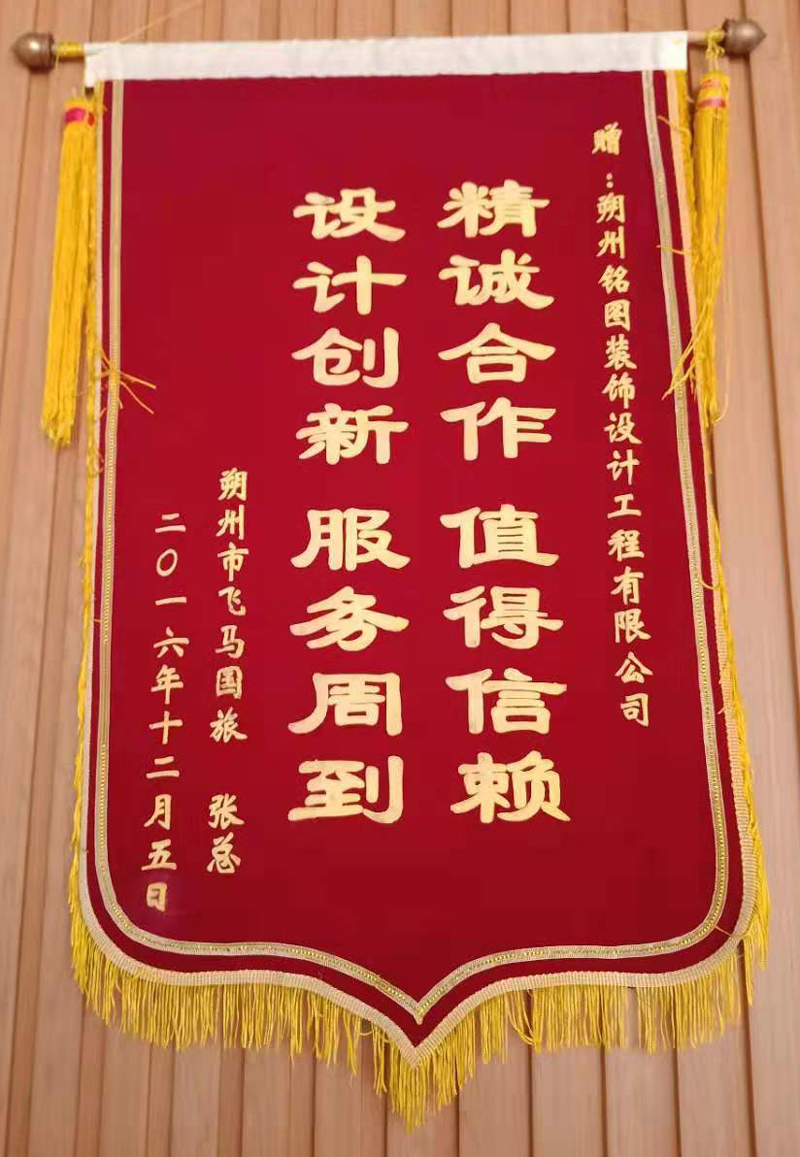 赠：朔州铭图装饰设计工程有限公司
精诚合作 值得信赖
设计创新 服务周到
朔州市飞马国旅 张总
二〇一六年十二月五日